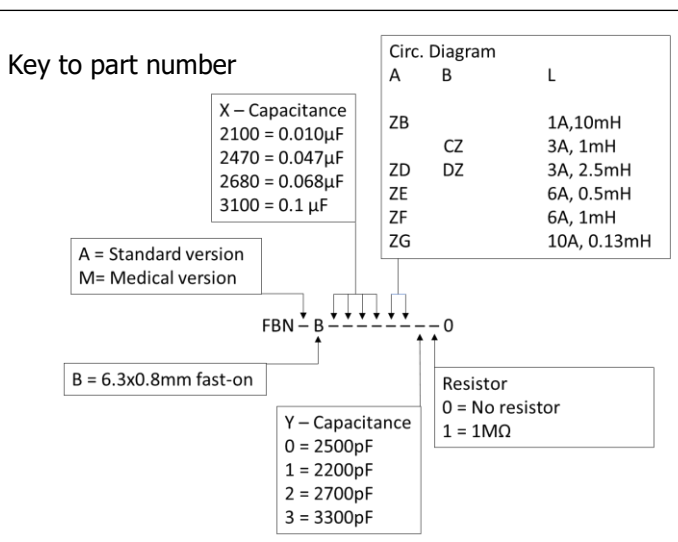 Key to part number
Circ. Diagram
A B L
ZB 1A,10mH
CZ 3A, 1mH
ZD DZ 3A, 2.5mH
ZE 6A, 0.5mH
ZF 6A, 1mH
ZG 10A, 0.13mH
X – Capacitance
2100 = 0.010µF
2470 = 0.047µF
2680 = 0.068µF
3100 = 0.1 µF
A = Standard version
M= Medical version
FBN – B – – – – – – – – 0
B = 6.3x0.8mm fast-on
Y – Capacitance
0 = 2500pF
1 = 2200pF
2 = 2700pF
3 = 3300pF
Resistor
0 = No resistor
1 = 1MΩ